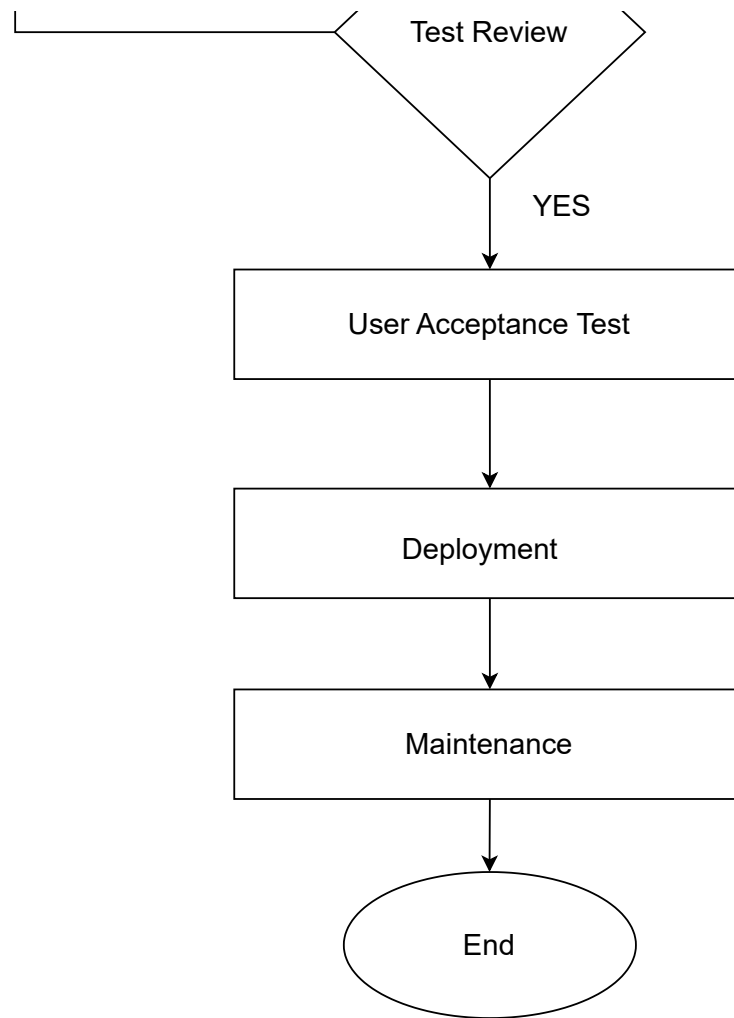 Test Review
YES
User Acceptance Test
Deployment
Maintenance
End